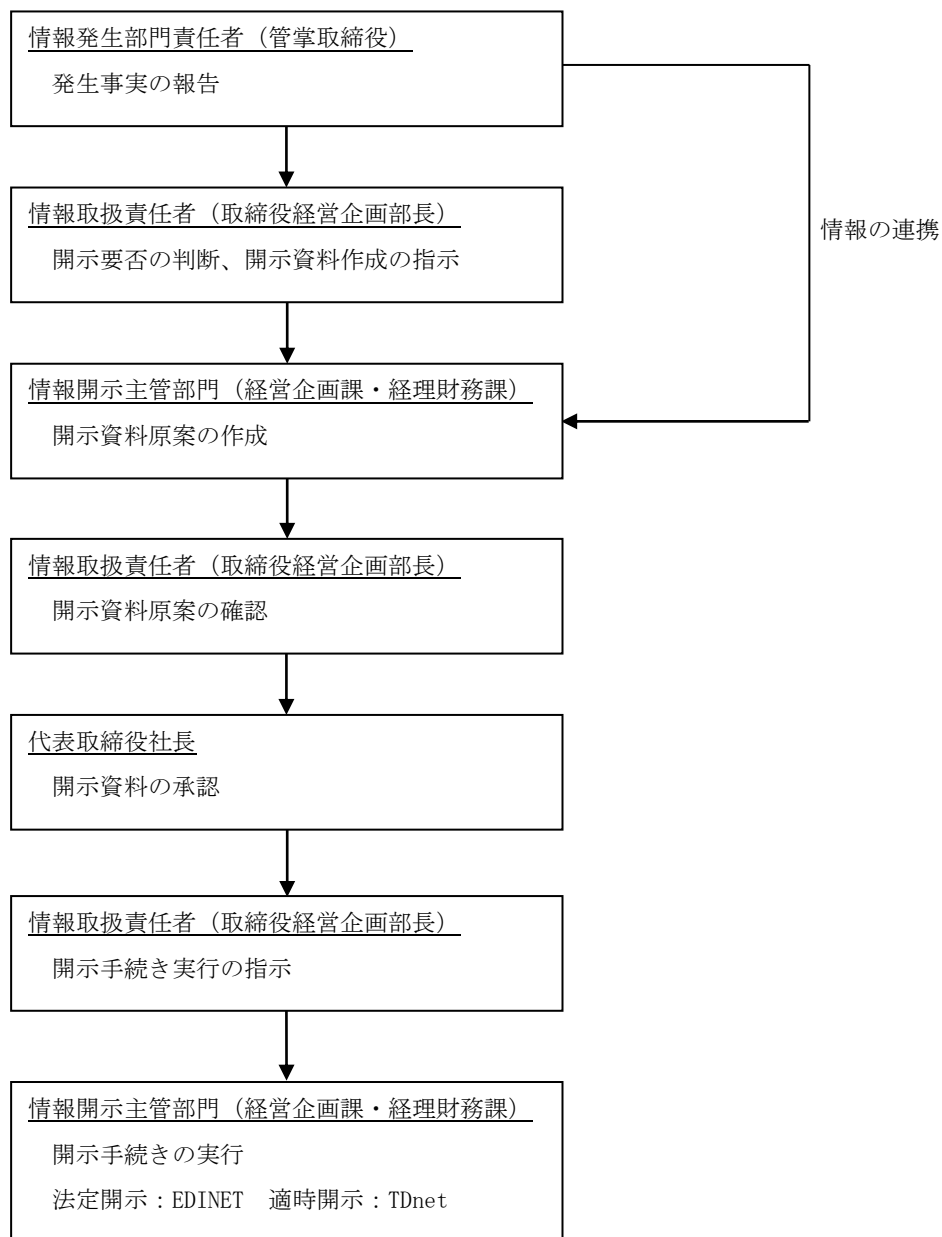 情報発生部門責任者（管掌取締役）
発生事実の報告
情報取扱責任者（取締役経営企画部長）
開示要否の判断、開示資料作成の指示
情報の連携
情報開示主管部門（経営企画課・経理財務課）
開示資料原案の作成
情報取扱責任者（取締役経営企画部長）
開示資料原案の確認
代表取締役社長
開示資料の承認
情報取扱責任者（取締役経営企画部長）
開示手続き実行の指示
情報開示主管部門（経営企画課・経理財務課）
開示手続きの実行
法定開示：EDINET　適時開示：TDnet